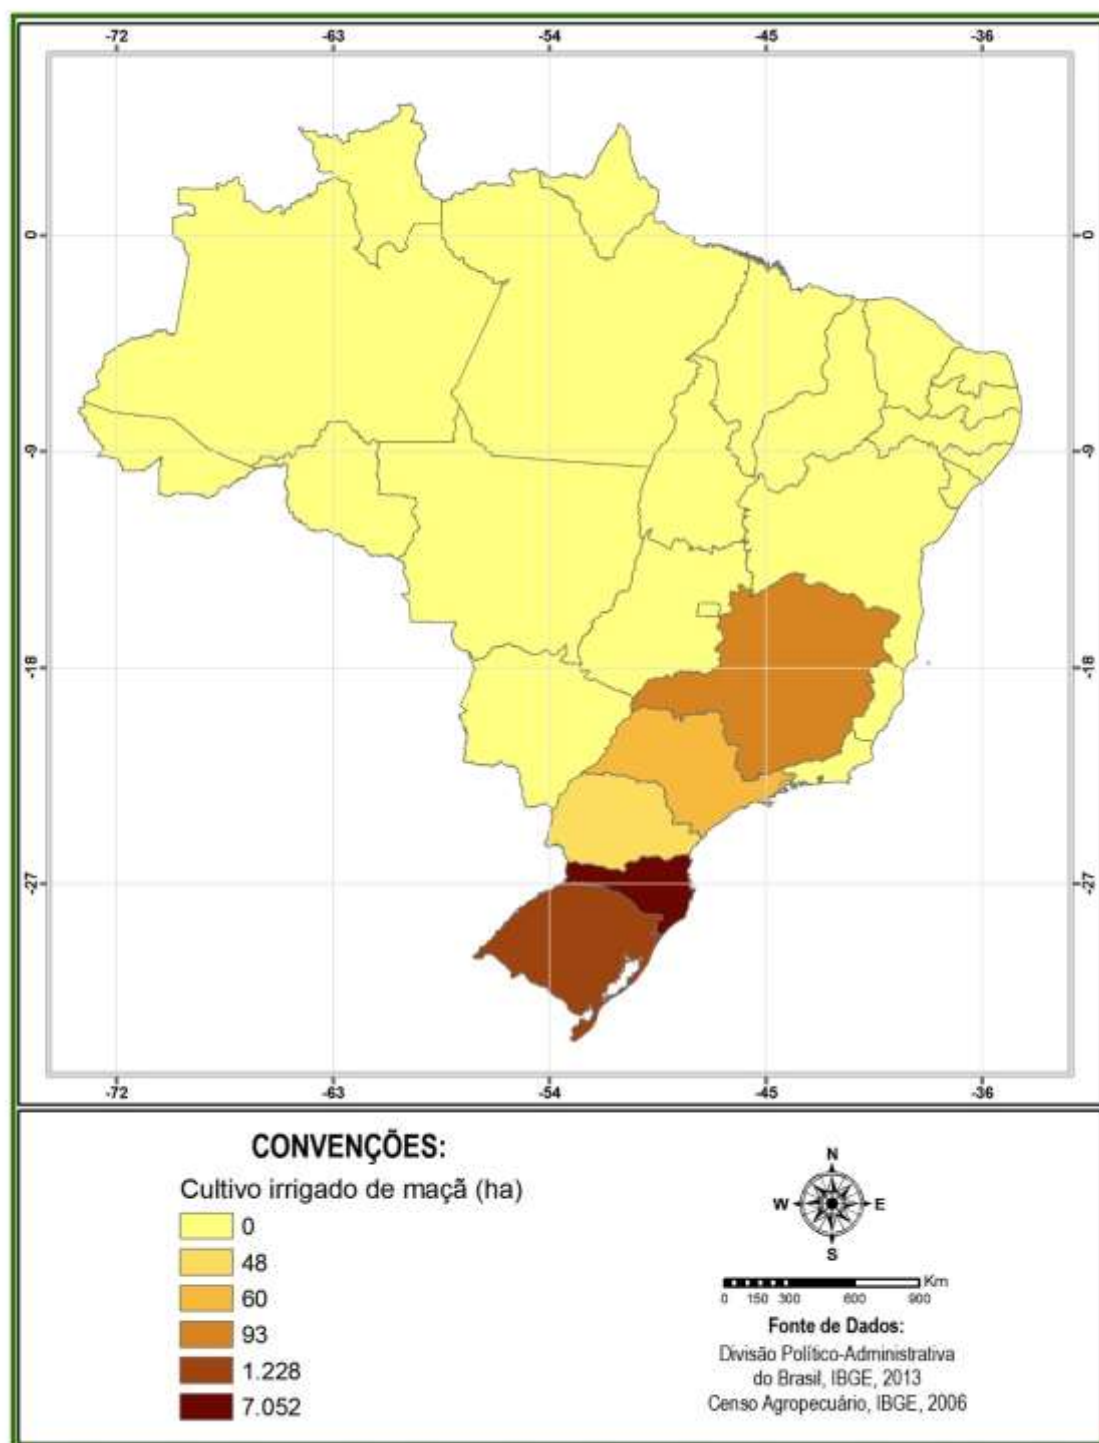 -72 -63 -54 -45 -36
0 0
-9 -9
-18 -18
-27 -27
-72 -63 -54 -45 -36
CONVENÇÕES:
Cultivo irrigado de maçã (ha)
0
48
60
93
1.228
7.052
N
W E
S
Km
0 150 300 600 900
Fonte de Dados:
Divisão Político-Administrativa
do Brasil, IBGE, 2013
Censo Agropecuário, IBGE, 2006